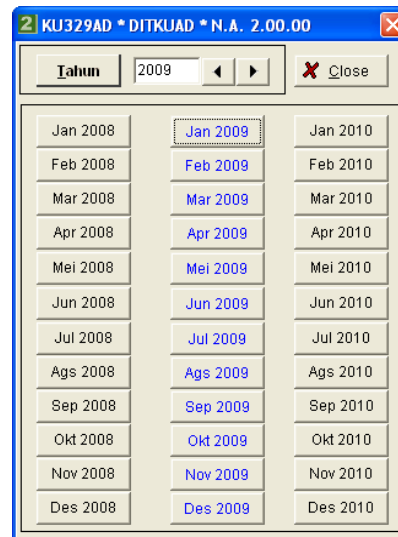 2 KU329AD * DITKUAD * N.A. 2.00.00
Tahun 2009 Close
Jan 2008 Jan 2009 Jan 2010
Feb 2008 Feb 2009 Feb 2010
Mar 2008 Mar 2009 Mar 2010
Apr 2008 Apr 2009 Apr 2010
Mei 2008 Mei 2009 Mei 2010
Jun 2008 Jun 2009 Jun 2010
Jul 2008 Jul 2009 Jul 2010
Ags 2008 Ags 2009 Ags 2010
Sep 2008 Sep 2009 Sep 2010
Okt 2008 Okt 2009 Okt 2010
Nov 2008 Nov 2009 Nov 2010
Des 2008 Des 2009 Des 2010